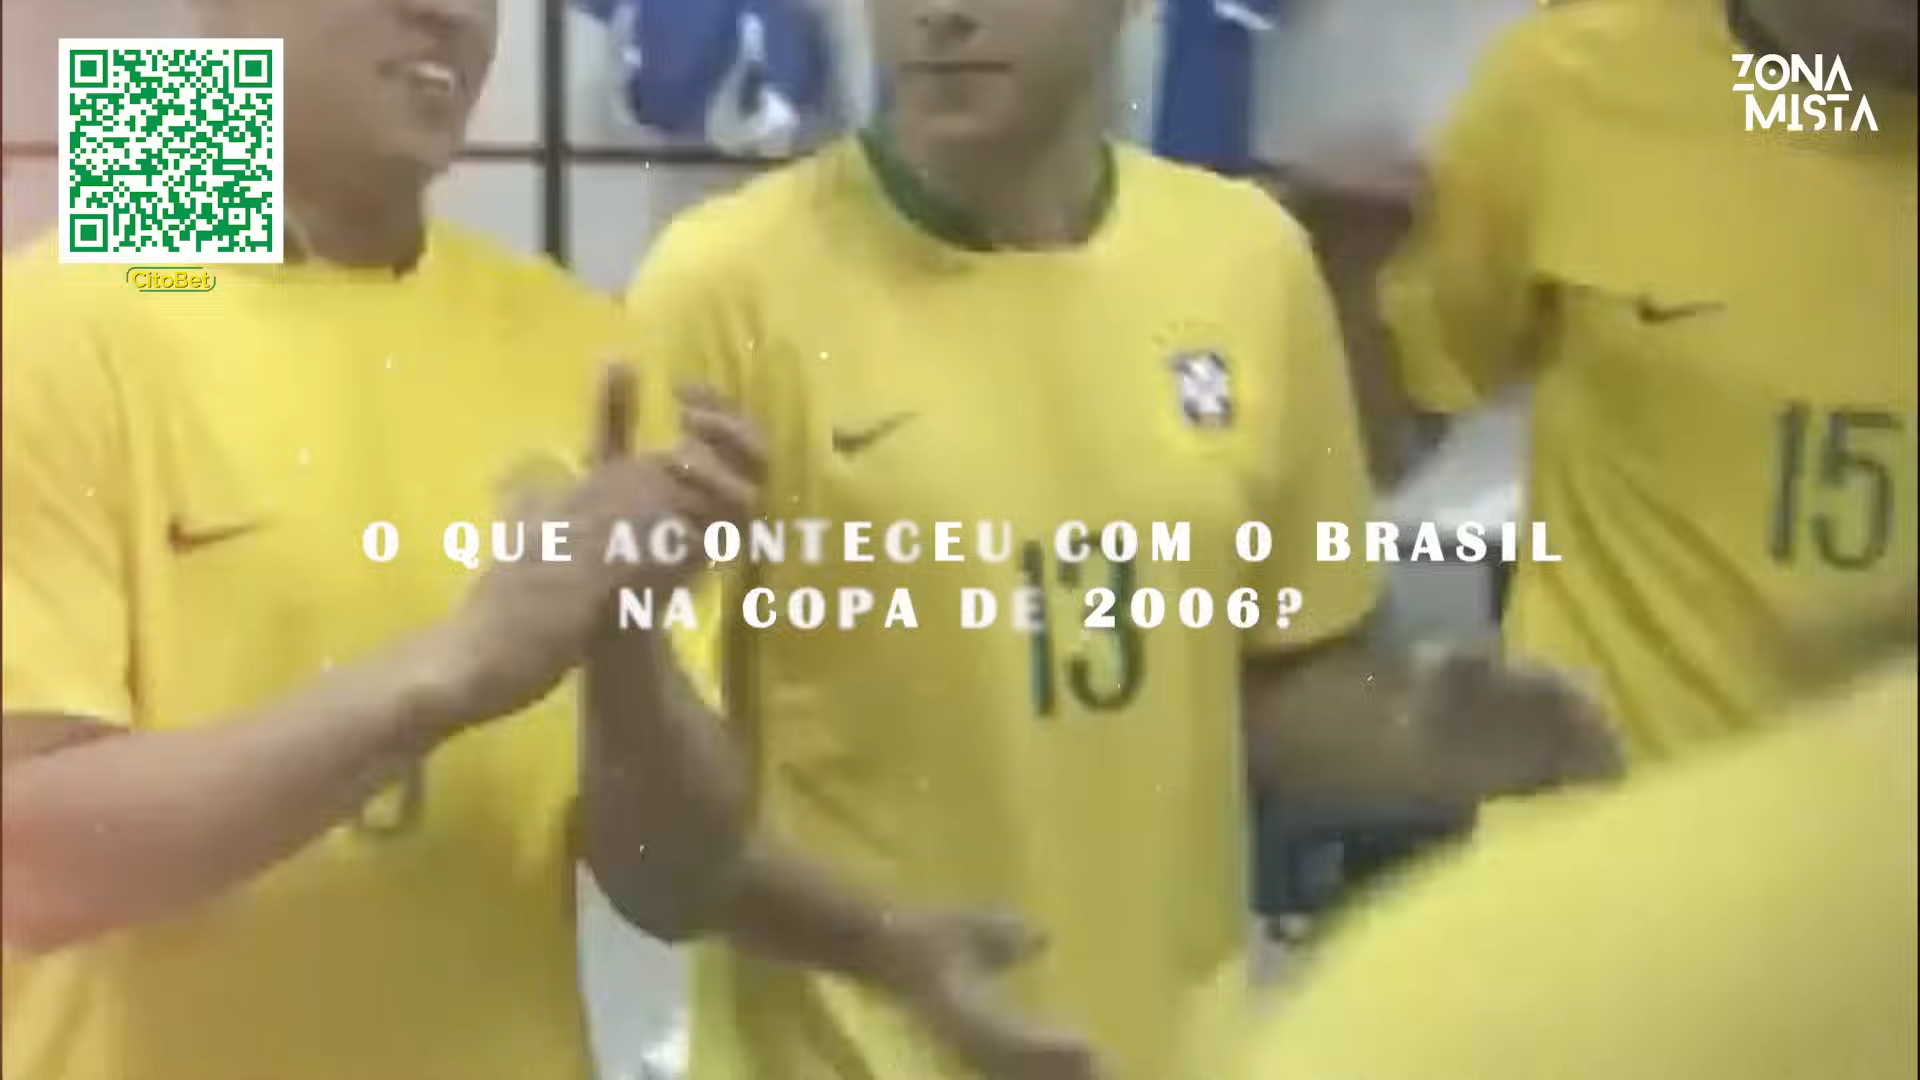 ZONA
MISTA
CitoBet
15
O QUE ACONTECEU COM O BRASIL
NA COPA DE 2006?
13